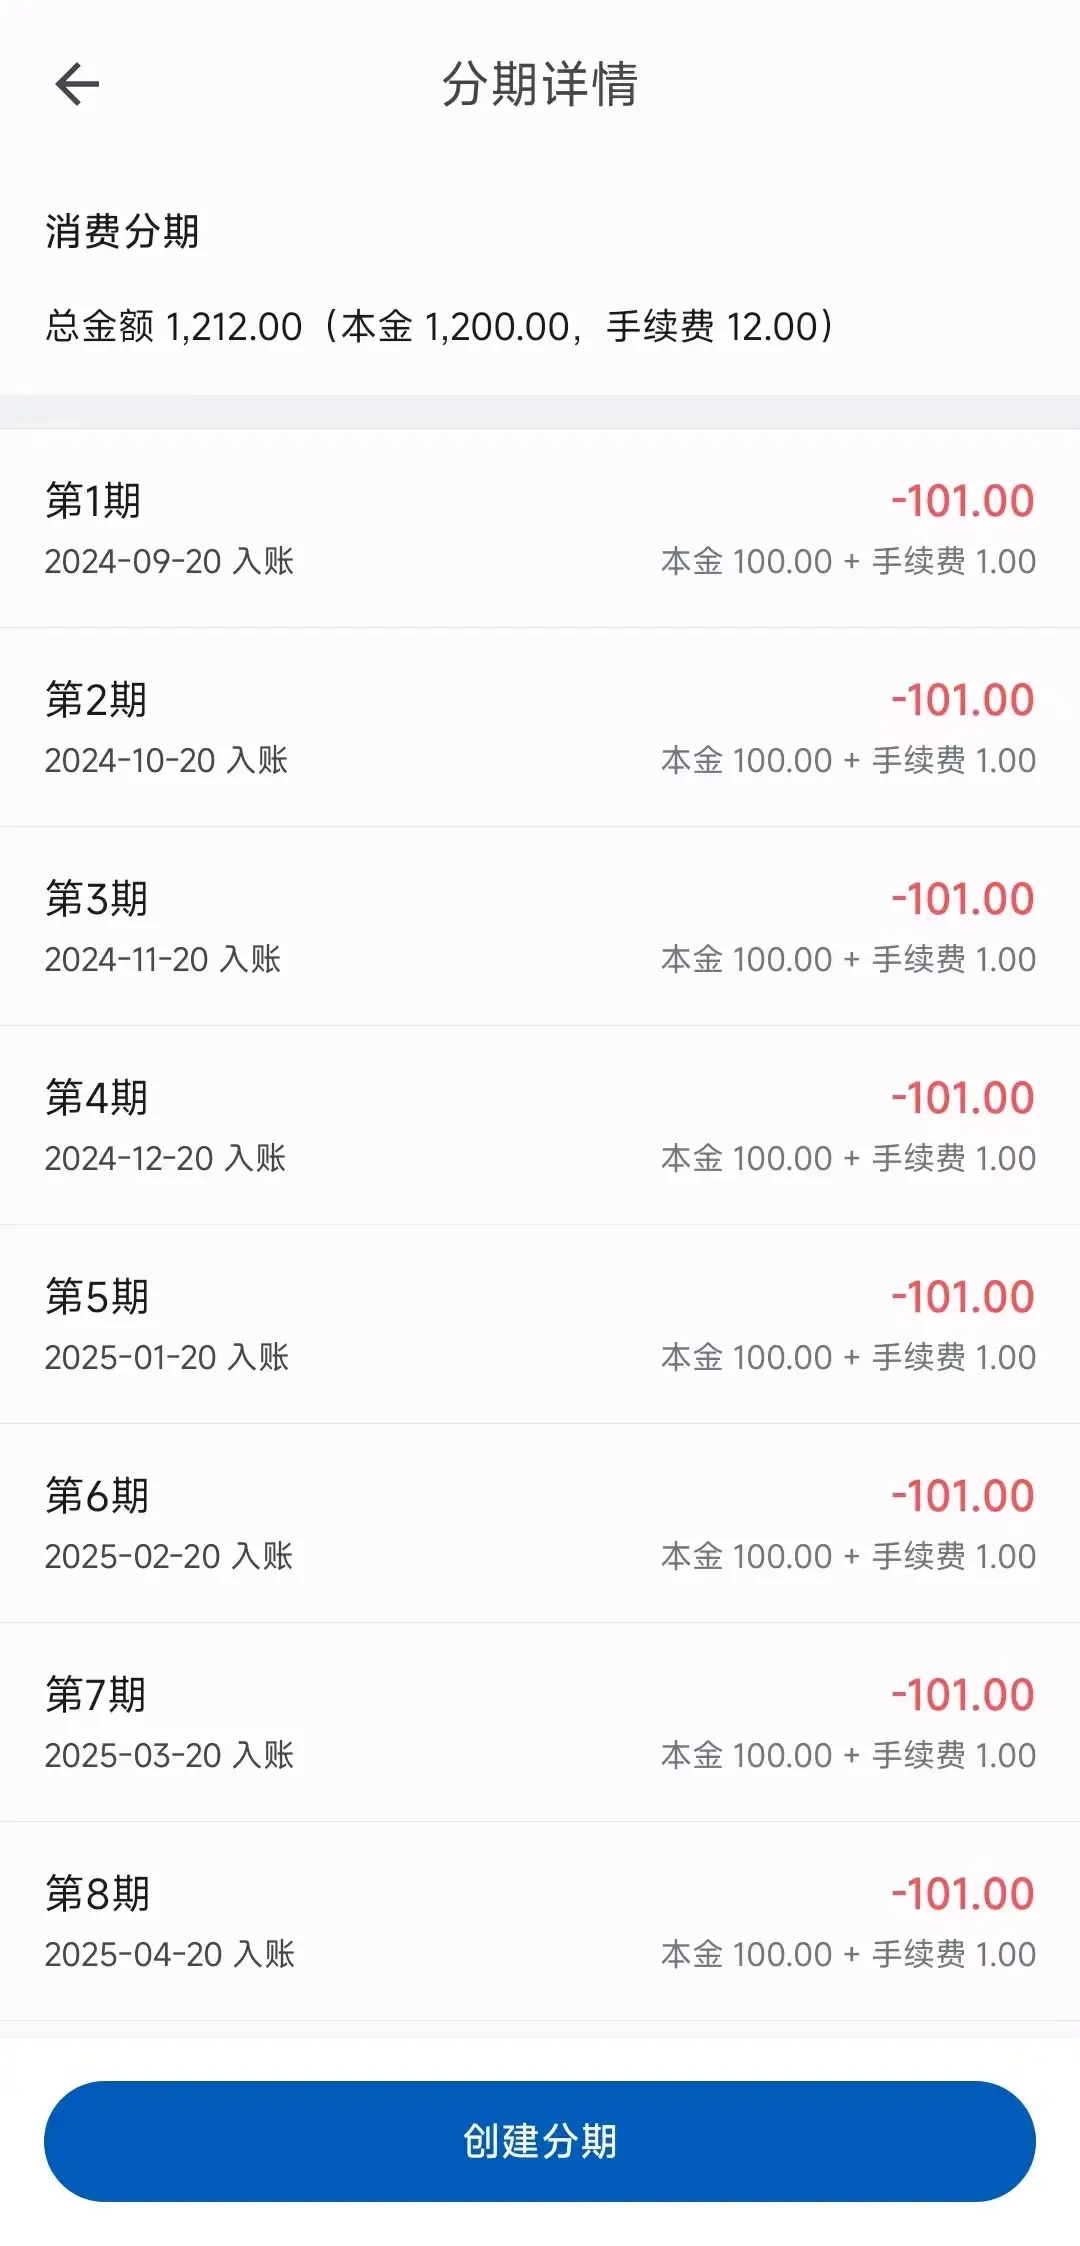 分期详情
消费分期
总金额 1,212.00（本金 1,200.00，手续费 12.00）
第1期 -101.00
2024-09-20 入账 本金 100.00 + 手续费 1.00
第2期 -101.00
2024-10-20 入账 本金 100.00 + 手续费 1.00
第3期 -101.00
2024-11-20 入账 本金 100.00 + 手续费 1.00
第4期 -101.00
2024-12-20 入账 本金 100.00 + 手续费 1.00
第5期 -101.00
2025-01-20 入账 本金 100.00 + 手续费 1.00
第6期 -101.00
2025-02-20 入账 本金 100.00 + 手续费 1.00
第7期 -101.00
2025-03-20 入账 本金 100.00 + 手续费 1.00
第8期 -101.00
2025-04-20 入账 本金 100.00 + 手续费 1.00
创建分期